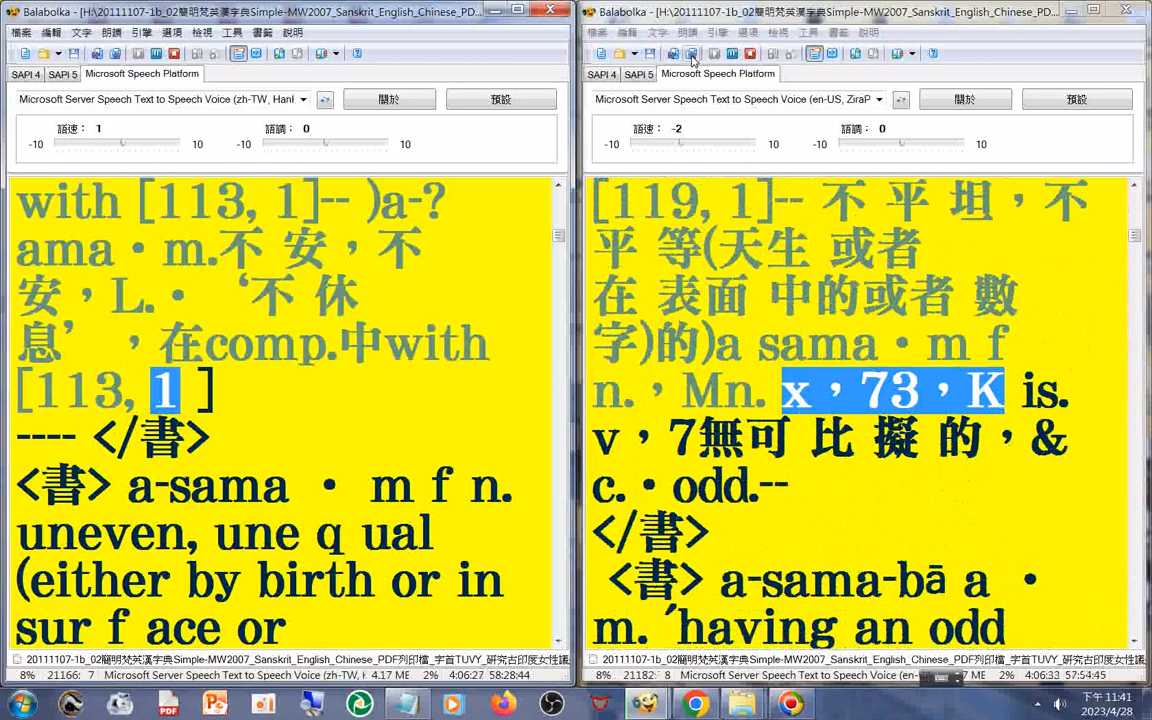 Balabolka - [H:\20111107-1b_02簡明梵英漢字典Simple-MW2007_Sanskrit_English_Chinese_PD...
檔案 編輯 文字 朗讀 引擎 選項 檢視 工具 書籤 說明
SAPI 4 SAPI 5 Microsoft Speech Platform
Microsoft Server Speech Text to Speech Voice (zh-TW, Hanl
關於
預設
語速： 1
語調： 0
-10 10 -10 10
with [113, 1]-- )a-?
ama・m.不 安，不
安，L.・‘不 休
息’，在comp.中with
[113, 1 ]
---- </書>
<書> a-sama ・ m f n.
uneven, une q ual
(either by birth or in
sur f ace or
20111107-1b_02簡明梵英漢字典Simple-MW2007_Sanskrit_English_Chinese_PDF列印檔_字首TUVY_研究古印度女性議
8% 21166: 7 Microsoft Server Speech Text to Speech Voice (zh-TW, H 4.17 ME 2% 4:06:27 58:28:44
Balabolka - [H:\20111107-1b_02簡明梵英漢字典Simple-MW2007_Sanskrit_English_Chinese_PDF...
檔案 編輯 文字 朗讀 引擎 選項 檢視 工具 書籤 說明
SAPI 4 SAPI 5 Microsoft Speech Platform
Microsoft Server Speech Text to Speech Voice (en-US, ZiraP
關於
預設
語速： -2
語調： 0
-10 10 -10 10
[119, 1]-- 不 平 坦，不
平 等(天生 或者
在 表面 中的或者 數
字)的)a sama・m f
n.，Mn. x，73，K is.
v，7無可 比 擬 的，&
c.・odd.--
</書>
<書> a-sama-bā a ・
m. ′having an odd
20111107-1b_02簡明梵英漢字典Simple-MW2007_Sanskrit_English_Chinese_PDF列印檔_字首TUVY_研究古印度女性議
8% 21182: 8 Microsoft Server Speech Text to Speech Voice (en-US, 2% 4:06:33 57:54:45
下午 11:41
2023/4/28